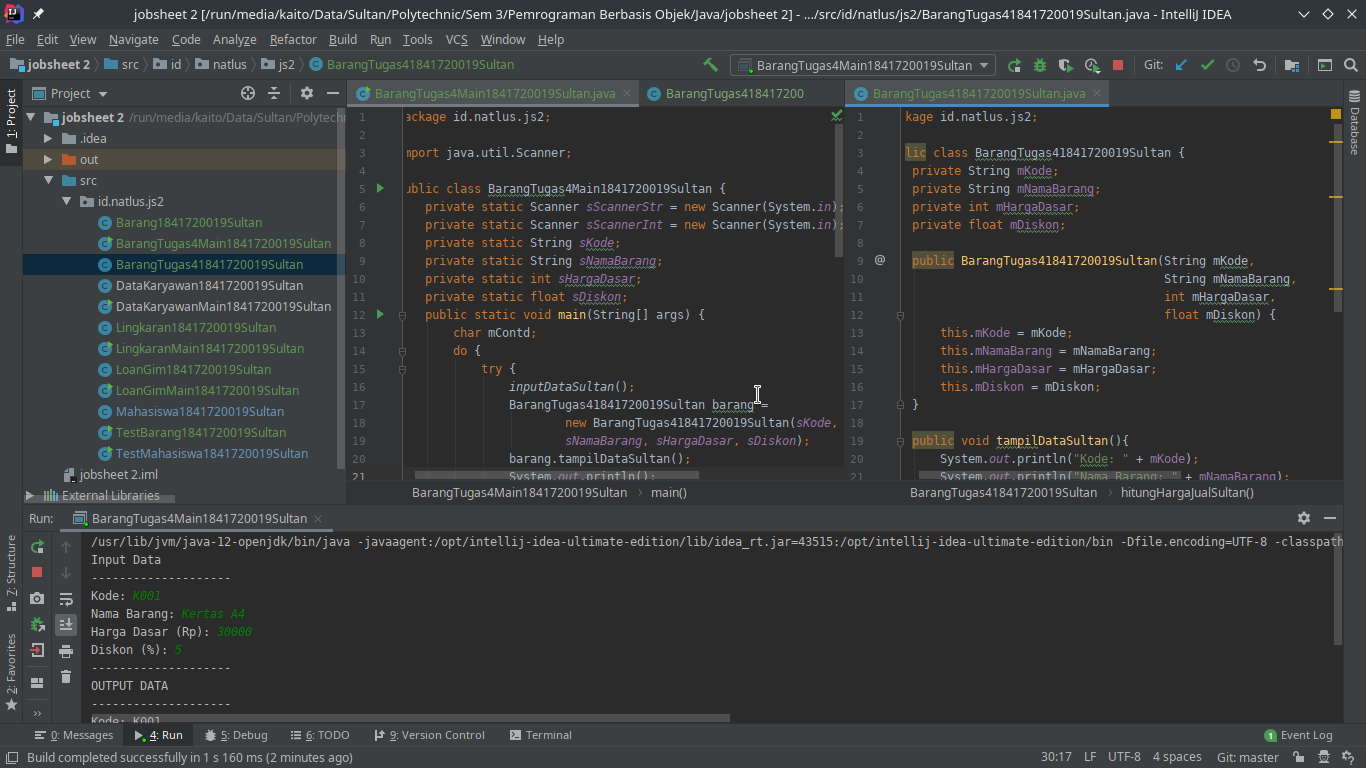 jobsheet 2 [/run/media/kaito/Data/Sultan/Polytechnic/Sem 3/Pemrograman Berbasis Objek/Java/jobsheet 2] - .../src/id/natlus/js2/BarangTugas41841720019Sultan.java - IntelliJ IDEA
File Edit View Navigate Code Analyze Refactor Build Run Tools VCS Window Help
jobsheet 2 src id natlus js2 BarangTugas41841720019Sultan
BarangTugas4Main1841720019Sultan
Git:
1: Project
7: Structure
2: Favorites
Project
jobsheet 2 /run/media/kaito/Data/Sultan/Polytech
.idea
out
src
id.natlus.js2
Barang1841720019Sultan
BarangTugas4Main1841720019Sultan
BarangTugas41841720019Sultan
DataKaryawan1841720019Sultan
DataKaryawanMain1841720019Sultan
Lingkaran1841720019Sultan
LingkaranMain1841720019Sultan
LoanGim1841720019Sultan
LoanGimMain1841720019Sultan
Mahasiswa1841720019Sultan
TestBarang1841720019Sultan
TestMahasiswa1841720019Sultan
jobsheet 2.iml
External Libraries
BarangTugas4Main1841720019Sultan.java
BarangTugas418417200
1 ackage id.natlus.js2;
2
3 mport java.util.Scanner;
4
5 ublic class BarangTugas4Main1841720019Sultan {
6 private static Scanner sScannerStr = new Scanner(System.in);
7 private static Scanner sScannerInt = new Scanner(System.in);
8 private static String sKode;
9 private static String sNamaBarang;
10 private static int sHargaDasar;
11 private static float sDiskon;
12 public static void main(String[] args) {
13 char mContd;
14 do {
15 try {
16 inputDataSultan();
17 BarangTugas41841720019Sultan barang =
18 new BarangTugas41841720019Sultan(sKode,
19 sNamaBarang, sHargaDasar, sDiskon);
20 barang.tampilDataSultan();
21 System.out.println();
BarangTugas4Main1841720019Sultan main()
BarangTugas41841720019Sultan.java
1 kage id.natlus.js2;
2
3 lic class BarangTugas41841720019Sultan {
4 private String mKode;
5 private String mNamaBarang;
6 private int mHargaDasar;
7 private float mDiskon;
8
9 @ public BarangTugas41841720019Sultan(String mKode,
10 String mNamaBarang,
11 int mHargaDasar,
12 float mDiskon) {
13 this.mKode = mKode;
14 this.mNamaBarang = mNamaBarang;
15 this.mHargaDasar = mHargaDasar;
16 this.mDiskon = mDiskon;
17 }
18
19 public void tampilDataSultan(){
20 System.out.println("Kode: " + mKode);
21 System.out.println("Nama Barang: " + mNamaBarang);
BarangTugas41841720019Sultan hitungHargaJualSultan()
Database
Run: BarangTugas4Main1841720019Sultan
/usr/lib/jvm/java-12-openjdk/bin/java -javaagent:/opt/intellij-idea-ultimate-edition/lib/idea_rt.jar=43515:/opt/intellij-idea-ultimate-edition/bin -Dfile.encoding=UTF-8 -classpath
Input Data
--------------------
Kode: K001
Nama Barang: Kertas A4
Harga Dasar (Rp): 30000
Diskon (%): 5
--------------------
OUTPUT DATA
--------------------
Kode: K001
0: Messages 4: Run 5: Debug 6: TODO 9: Version Control Terminal 1 Event Log
Build completed successfully in 1 s 160 ms (2 minutes ago) 30:17 LF UTF-8 4 spaces Git: master